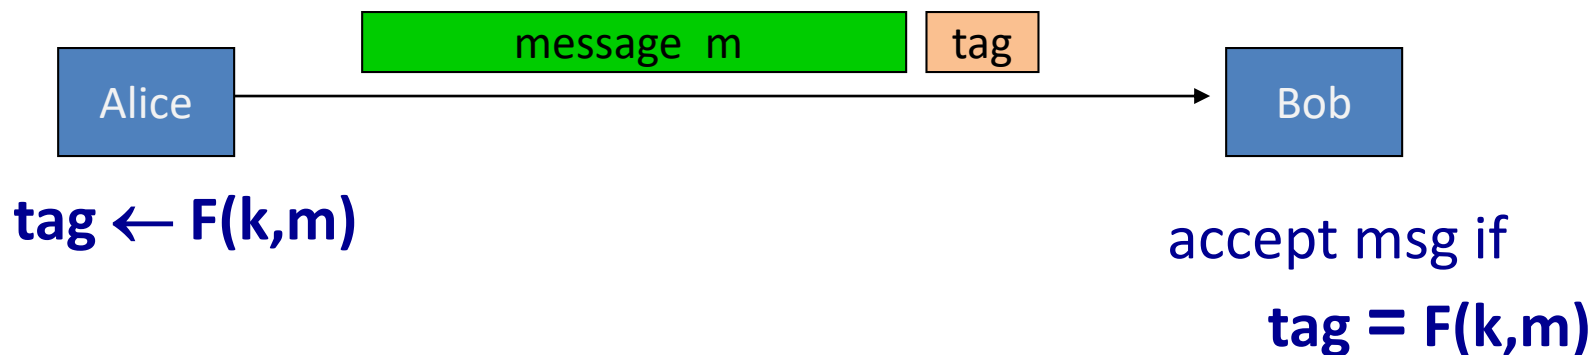 message m
tag
Alice
Bob
tag ← F(k,m)
accept msg if
tag = F(k,m)